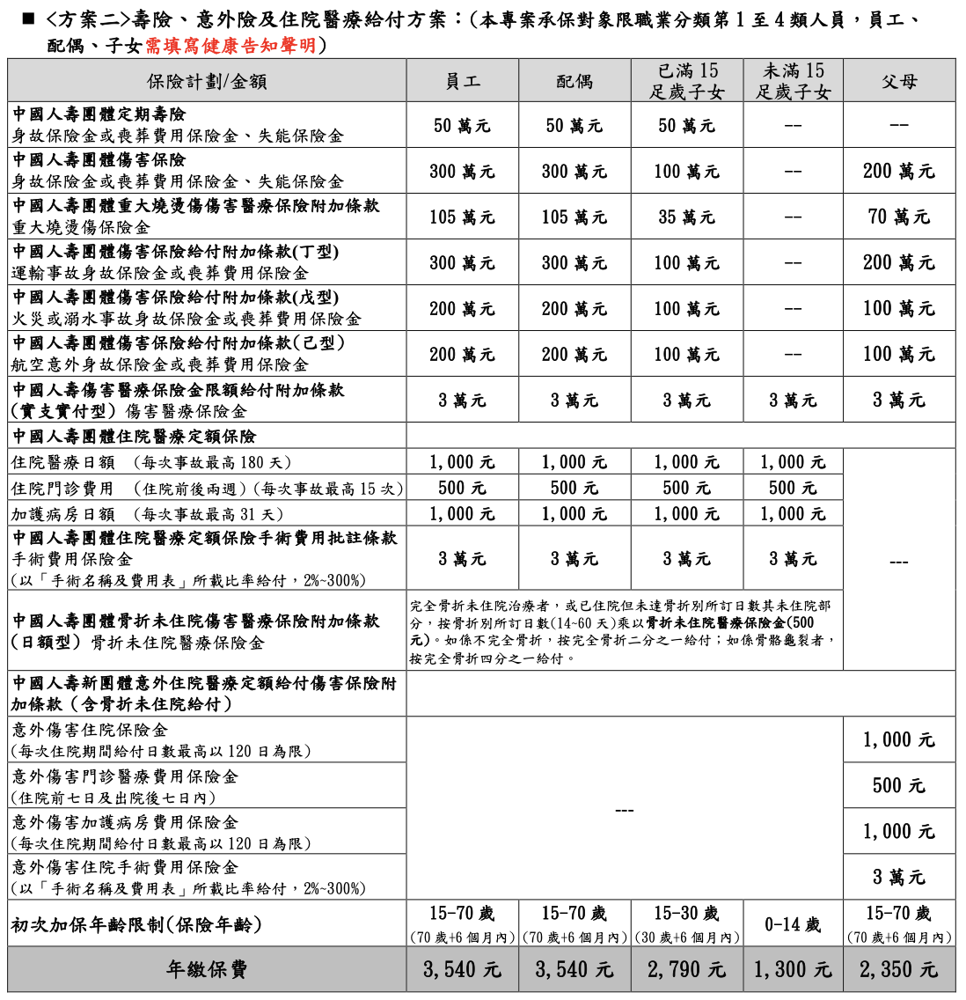 ■ <方案二>壽險、意外險及住院醫療給付方案：(本專案承保對象限職業分類第 1 至 4 類人員，員工、
配偶、子女需填寫健康告知聲明)
保險計劃/金額 員工 配偶 已滿 15 足歲子女 未滿 15 足歲子女 父母
中國人壽團體定期壽險
身故保險金或喪葬費用保險金、失能保險金 50 萬元 50 萬元 50 萬元 -- --
中國人壽團體傷害保險
身故保險金或喪葬費用保險金、失能保險金 300 萬元 300 萬元 100 萬元 -- 200 萬元
中國人壽團體重大燒燙傷傷害醫療保險附加條款
重大燒燙傷保險金 105 萬元 105 萬元 35 萬元 -- 70 萬元
中國人壽團體傷害保險給付附加條款(丁型)
運輸事故身故保險金或喪葬費用保險金 300 萬元 300 萬元 100 萬元 -- 200 萬元
中國人壽團體傷害保險給付附加條款(戊型)
火災或溺水事故身故保險金或喪葬費用保險金 200 萬元 200 萬元 100 萬元 -- 100 萬元
中國人壽團體傷害保險給付附加條款(己型)
航空意外身故保險金或喪葬費用保險金 200 萬元 200 萬元 100 萬元 -- 100 萬元
中國人壽傷害醫療保險金限額給付附加條款
(實支實付型) 傷害醫療保險金 3 萬元 3 萬元 3 萬元 3 萬元 3 萬元
中國人壽團體住院醫療定額保險
住院醫療日額 (每次事故最高 180 天) 1,000 元 1,000 元 1,000 元 1,000 元
住院門診費用 (住院前後兩週)(每次事故最高 15 次) 500 元 500 元 500 元 500 元
加護病房日額 (每次事故最高 31 天) 1,000 元 1,000 元 1,000 元 1,000 元
中國人壽團體住院醫療定額保險手術費用批註條款
手術費用保險金 3 萬元 3 萬元 3 萬元 3 萬元 ---
(以「手術名稱及費用表」所載比率給付，2%~300%)
中國人壽團體骨折未住院傷害醫療保險附加條款
(日額型) 骨折未住院醫療保險金
完全骨折未住院治療者，或已住院但未達骨折別所訂日數其未住院部
分，按骨折別所訂日數(14~60 天)乘以骨折未住院醫療保險金(500
元)。如係不完全骨折，按完全骨折二分之一給付；如係骨骼龜裂者，
按完全骨折四分之一給付。
中國人壽新團體意外住院醫療定額給付傷害保險附
加條款（含骨折未住院給付）
意外傷害住院保險金
(每次住院期間給付日數最高以 120 日為限) 1,000 元
意外傷害門診醫療費用保險金
(住院前七日及出院後七日內) --- 500 元
意外傷害加護病房費用保險金
(每次住院期間給付日數最高以 120 日為限) 1,000 元
意外傷害住院手術費用保險金
(以「手術名稱及費用表」所載比率給付，2%~300%) 3 萬元
初次加保年齡限制(保險年齡) 15-70 歲 15-70 歲 15-30 歲 0-14 歲 15-70 歲
(70 歲+6 個月內) (70 歲+6 個月內) (30 歲+6 個月內) (70 歲+6 個月內)
年繳保費 3,540 元 3,540 元 2,790 元 1,300 元 2,350 元